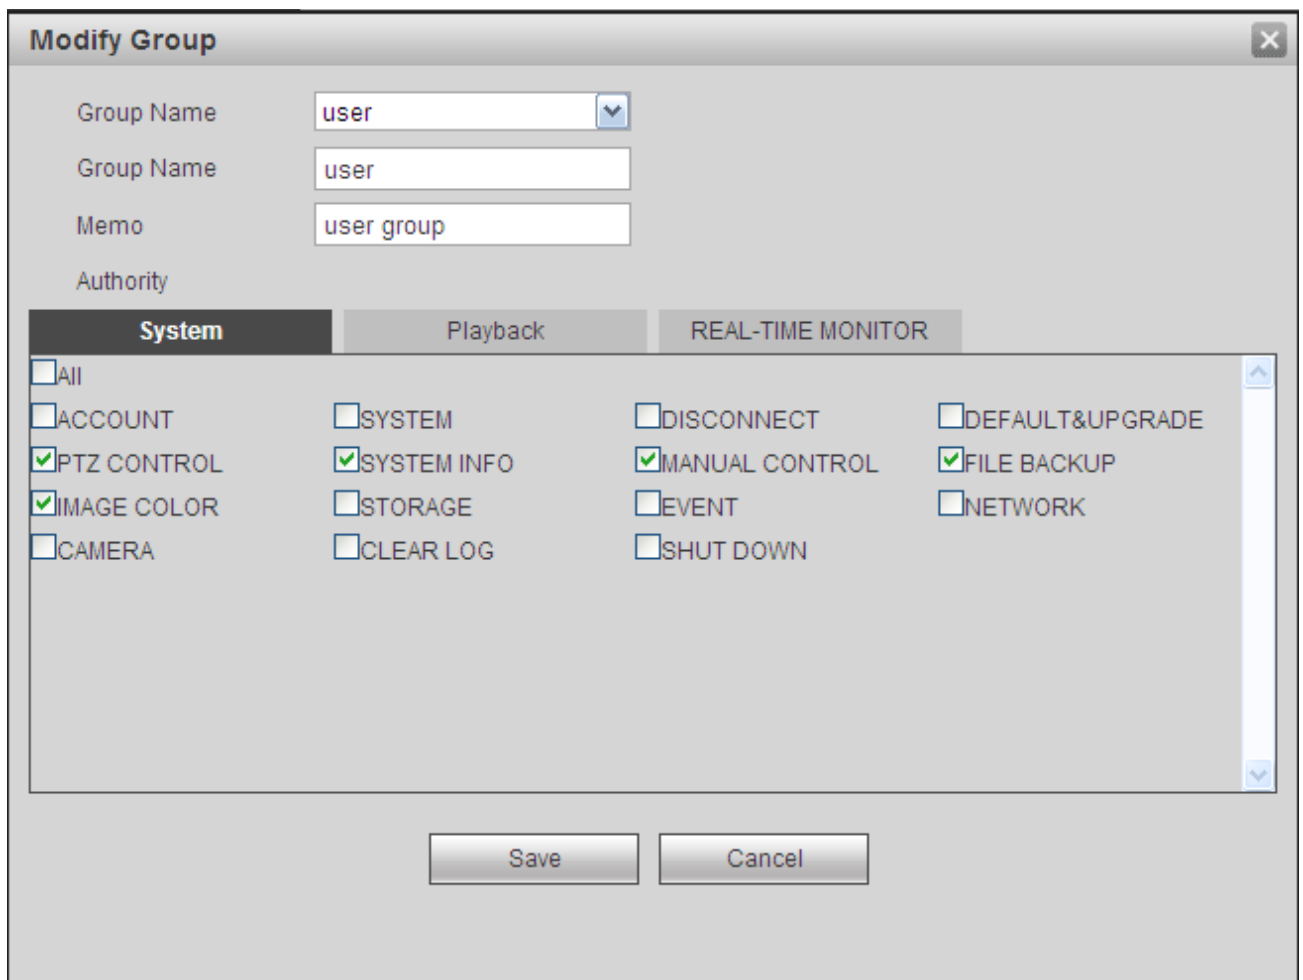 Modify Group
Group Name user
Group Name user
Memo user group
Authority
System Playback REAL-TIME MONITOR
All
ACCOUNT SYSTEM DISCONNECT DEFAULT&UPGRADE
PTZ CONTROL SYSTEM INFO MANUAL CONTROL FILE BACKUP
IMAGE COLOR STORAGE EVENT NETWORK
CAMERA CLEAR LOG SHUT DOWN
Save Cancel